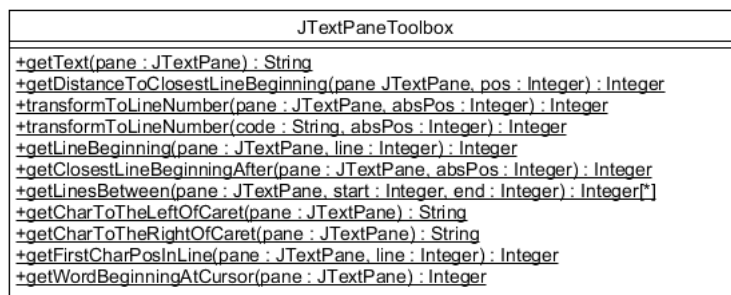 JTextPaneToolbox
+getText(pane : JTextPane) : String
+getDistanceToClosestLineBeginning(pane JTextPane, pos : Integer) : Integer
+transformToLineNumber(pane : JTextPane, absPos : Integer) : Integer
+transformToLineNumber(code : String, absPos : Integer) : Integer
+getLineBeginning(pane : JTextPane, line : Integer) : Integer
+getClosestLineBeginningAfter(pane : JTextPane, absPos : Integer) : Integer
+getLinesBetween(pane : JTextPane, start : Integer, end : Integer) : Integer[*]
+getCharToTheLeftOfCaret(pane : JTextPane) : String
+getCharToTheRightOfCaret(pane : JTextPane) : String
+getFirstCharPosInLine(pane : JTextPane, line : Integer) : Integer
+getWordBeginningAtCursor(pane : JTextPane) : Integer